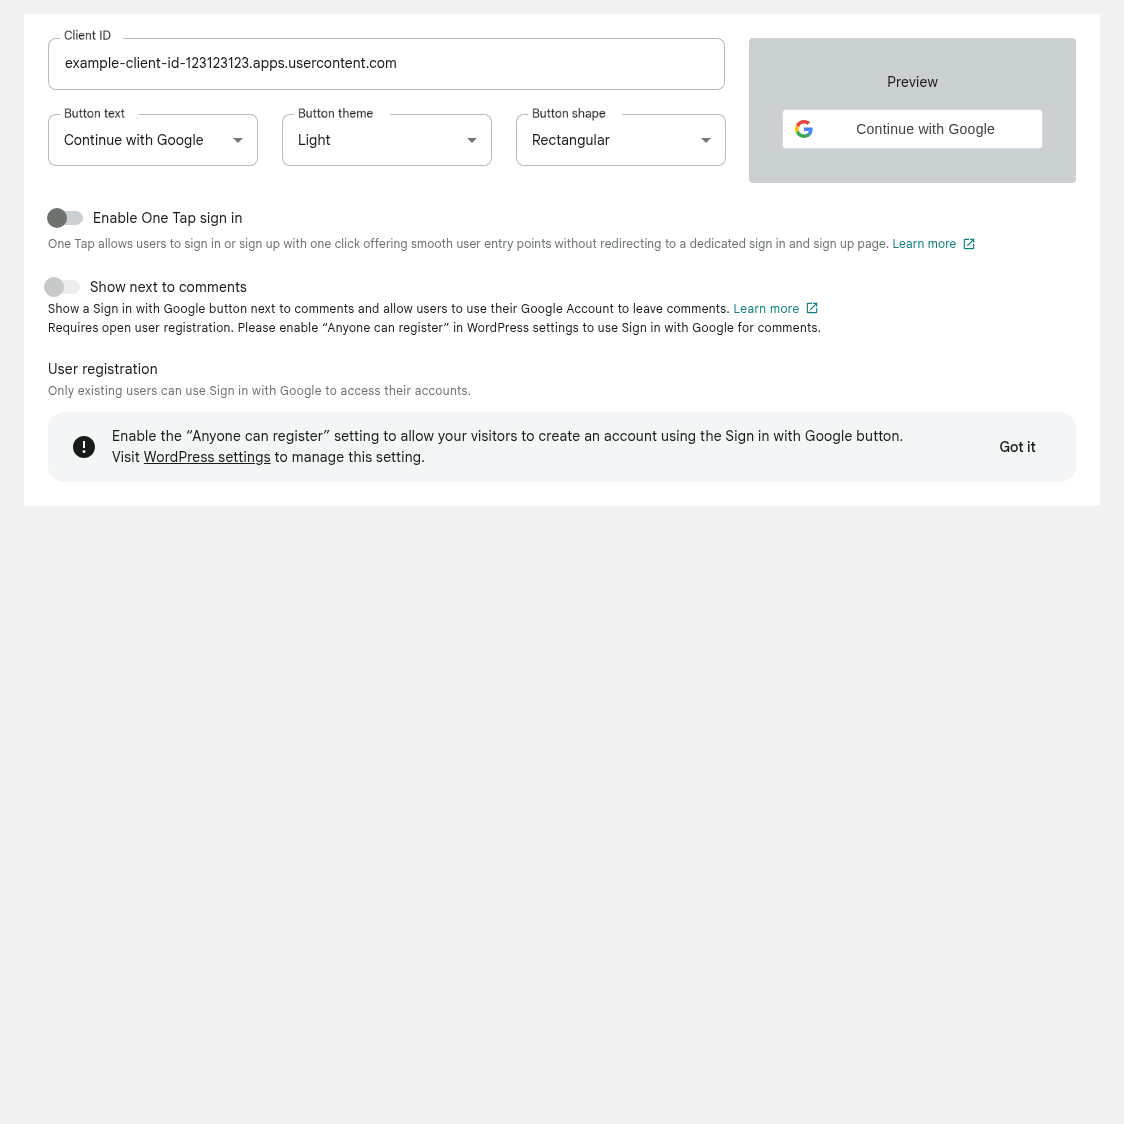 Client ID
example-client-id-123123123.apps.usercontent.com
Button text
Continue with Google
Button theme
Light
Button shape
Rectangular
Preview
Continue with Google
Enable One Tap sign in
One Tap allows users to sign in or sign up with one click offering smooth user entry points without redirecting to a dedicated sign in and sign up page. Learn more
Show next to comments
Show a Sign in with Google button next to comments and allow users to use their Google Account to leave comments. Learn more
Requires open user registration. Please enable “Anyone can register” in WordPress settings to use Sign in with Google for comments.
User registration
Only existing users can use Sign in with Google to access their accounts.
Enable the “Anyone can register” setting to allow your visitors to create an account using the Sign in with Google button.
Visit WordPress settings to manage this setting.
Got it